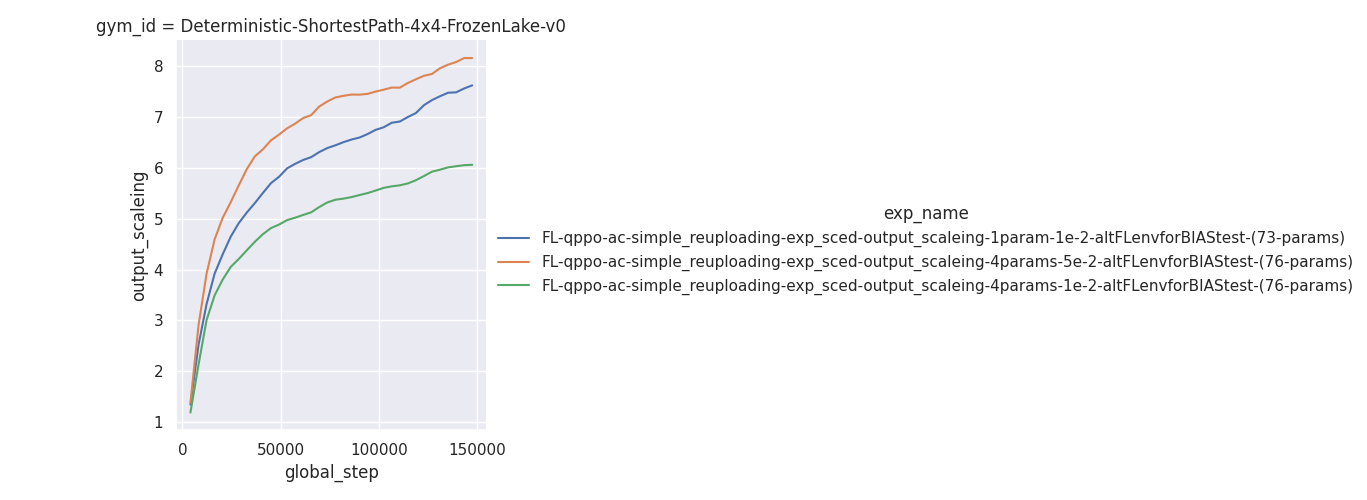 gym_id = Deterministic-ShortestPath-4x4-FrozenLake-v0
8
7
6
5
4
3
2
1
output_scaleing
0 50000 100000 150000
global_step
exp_name
FL-qppo-ac-simple_reuploading-exp_sced-output_scaleing-1param-1e-2-altFLenvforBIAStest-(73-params)
FL-qppo-ac-simple_reuploading-exp_sced-output_scaleing-4params-5e-2-altFLenvforBIAStest-(76-params)
FL-qppo-ac-simple_reuploading-exp_sced-output_scaleing-4params-1e-2-altFLenvforBIAStest-(76-params)